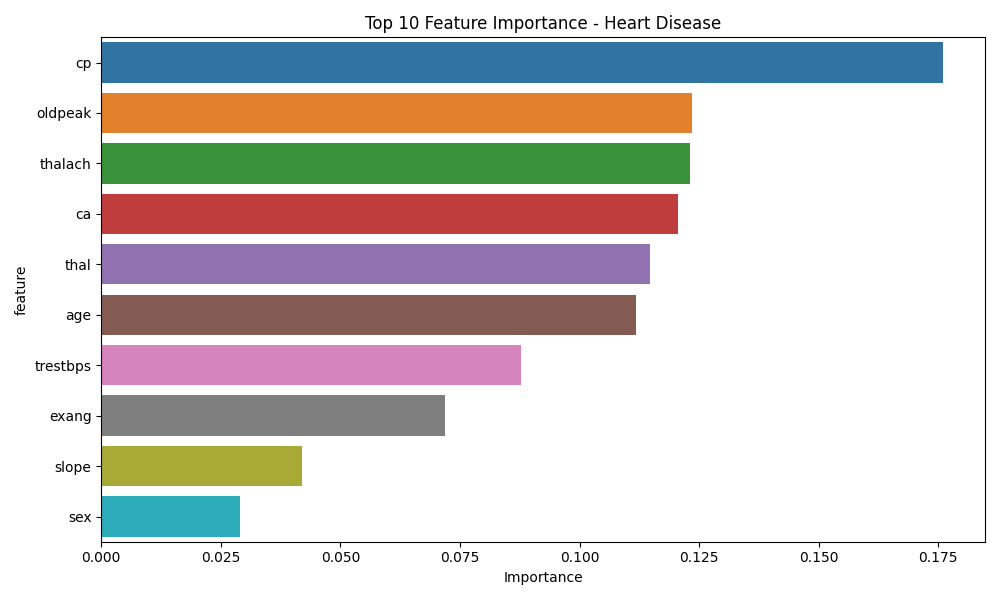 Top 10 Feature Importance - Heart Disease
feature
cp
oldpeak
thalach
ca
thal
age
trestbps
exang
slope
sex
0.000 0.025 0.050 0.075 0.100 0.125 0.150 0.175
Importance